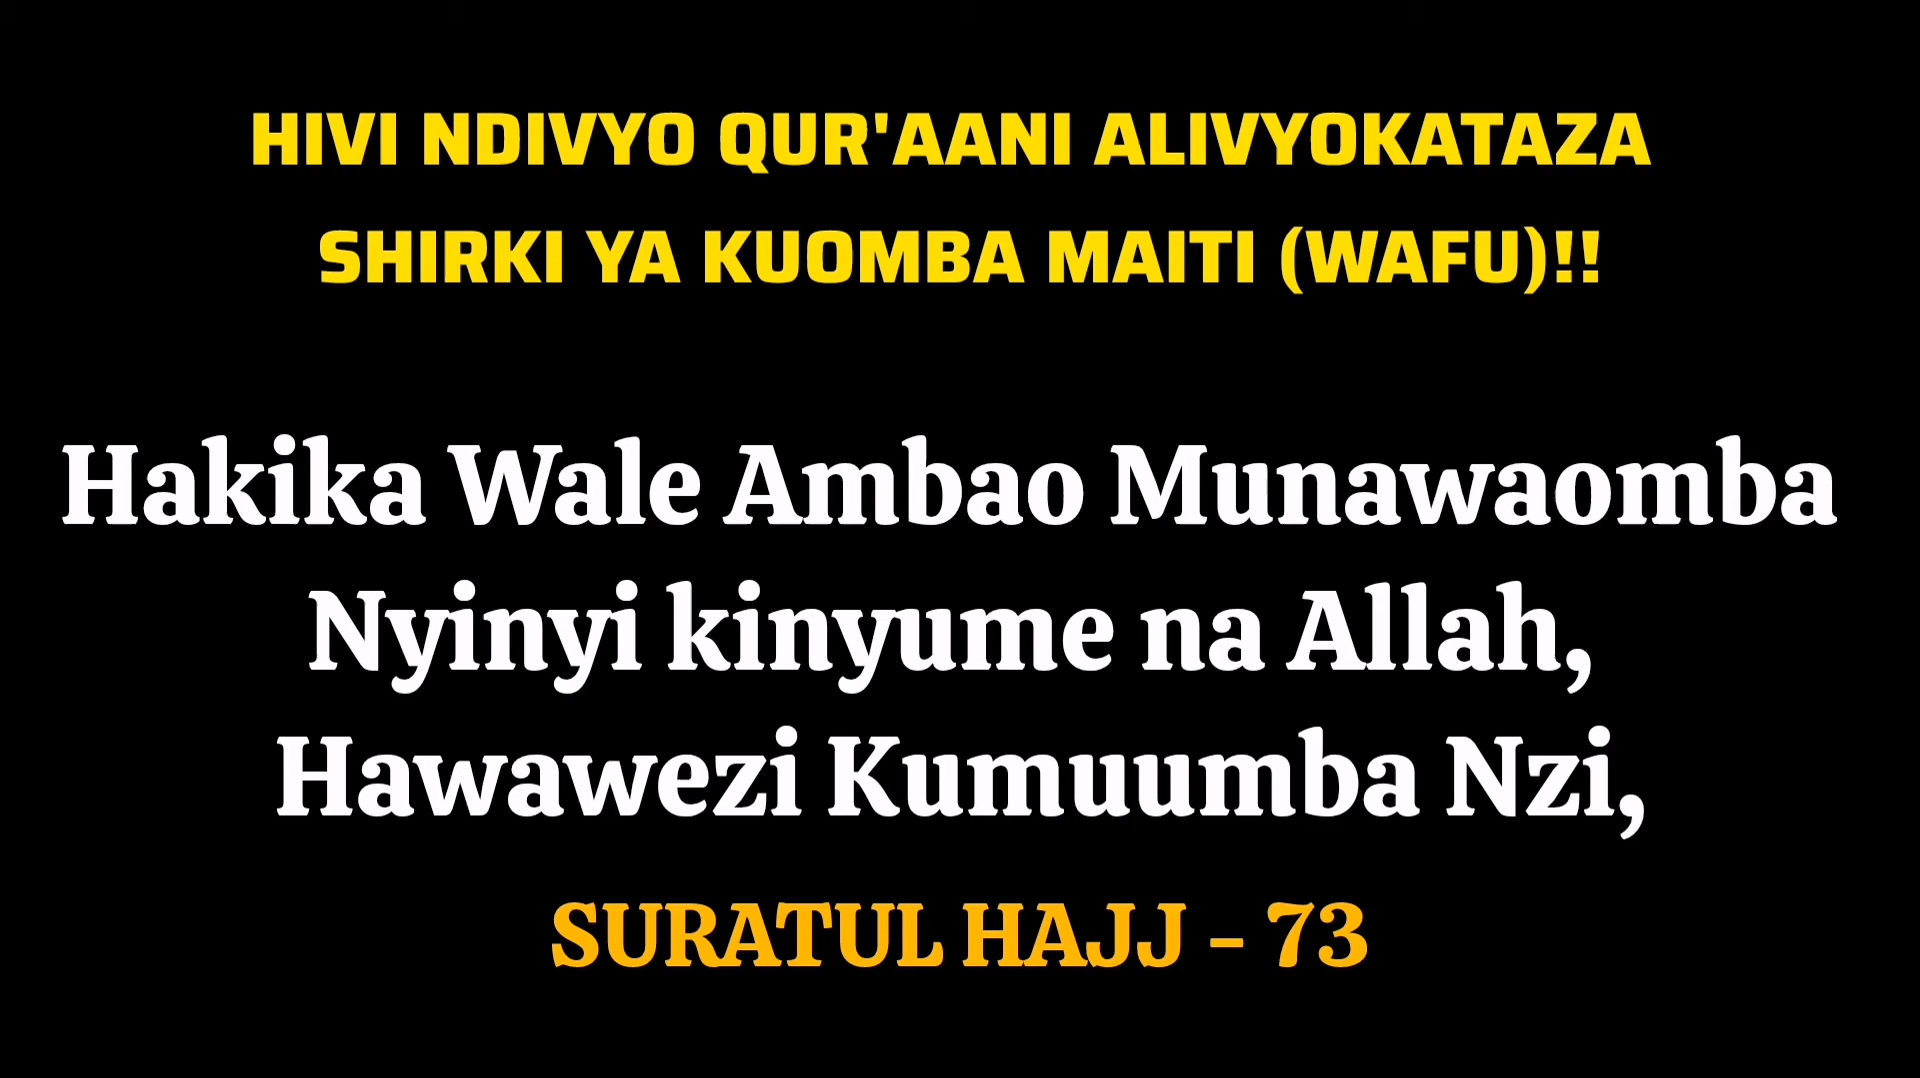 HIVI NDIVYO QUR'AANI ALIVYOKATAZA
SHIRKI YA KUOMBA MAITI (WAFU)!!
Hakika Wale Ambao Munawaomba
Nyinyi kinyume na Allah,
Hawawezi Kumuumba Nzi,
SURATUL HAJJ - 73